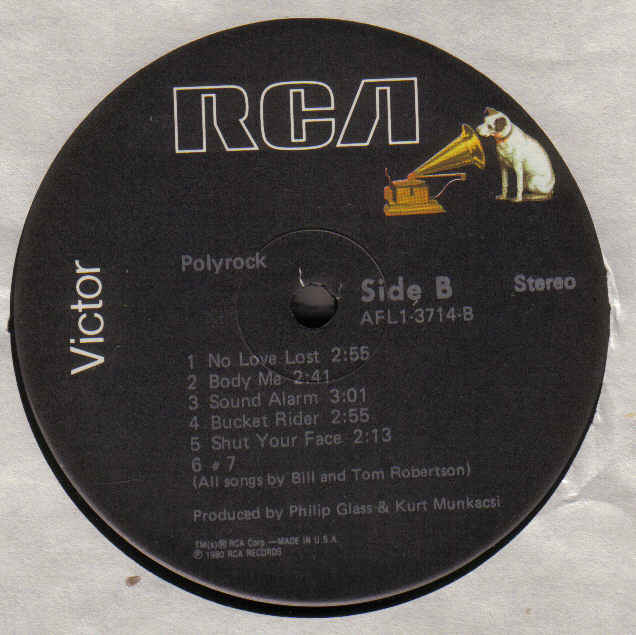 RCA
Victor
Polyrock
Side B
Stereo
AFL1-3714-B
1 No Love Lost 2:55
2 Body Me 2:41
3 Sound Alarm 3:01
4 Bucket Rider 2:55
5 Shut Your Face 2:13
6 #7
(All songs by Bill and Tom Robertson)
Produced by Philip Glass & Kurt Munkacsi
TM(s)® RCA Corp.—MADE IN U.S.A.
℗ 1980 RCA RECORDS